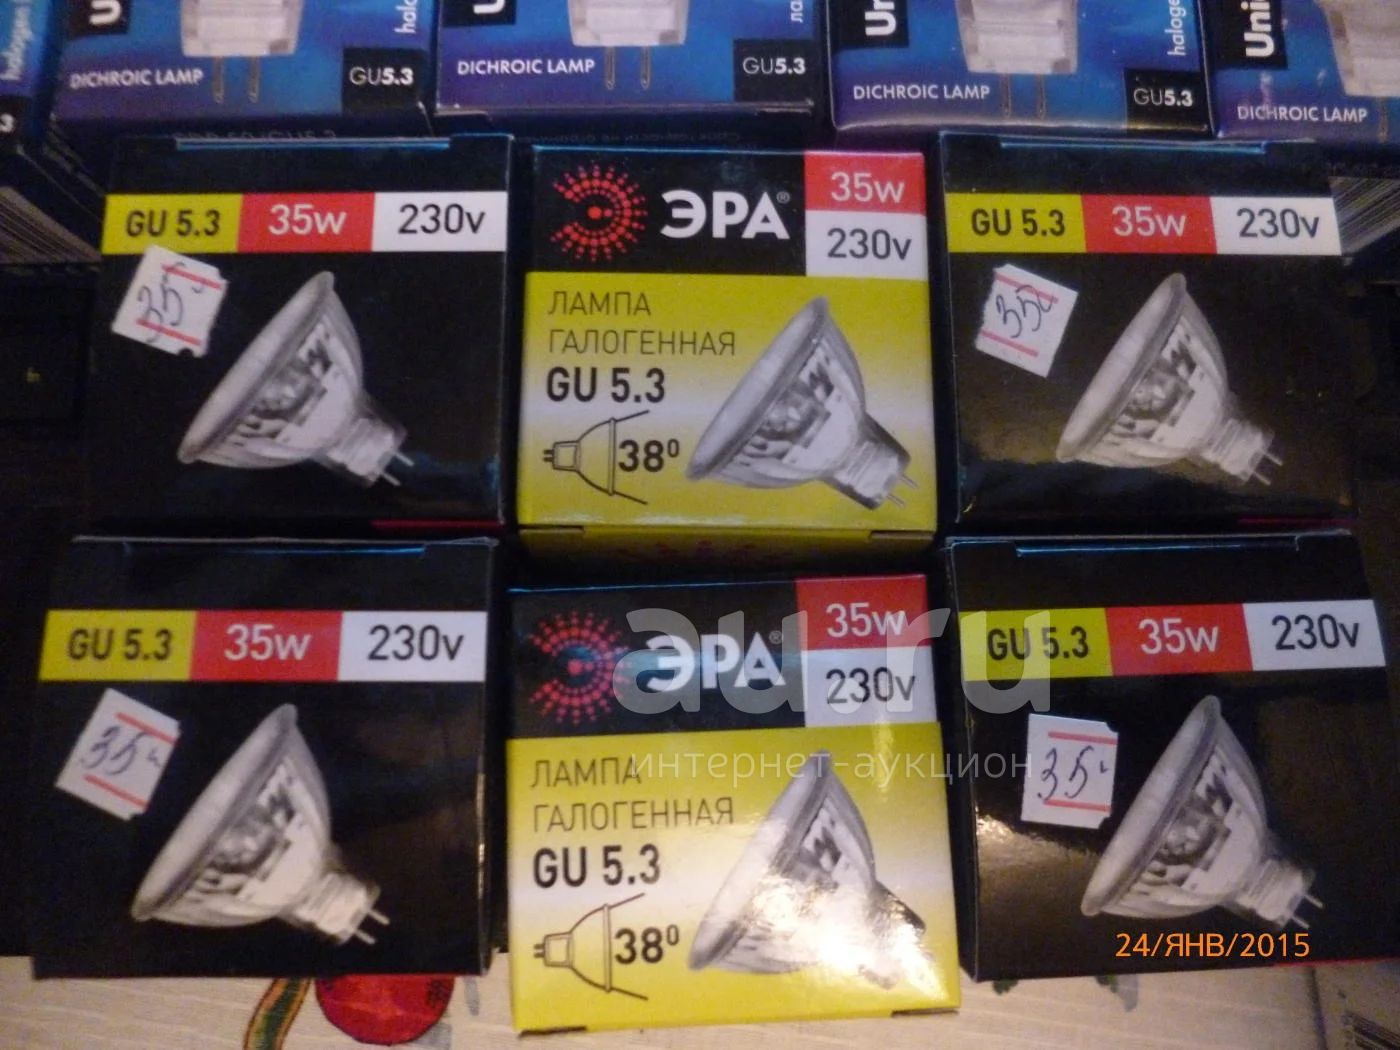 DICHROIC LAMP
GU5.3
DICHROIC LAMP
GU5.3
DICHROIC LAMP
GU5.3
Unie
DICHROIC LAMP
halogen
GU 5.3 35w 230v
35
ЭРА®
35w
230v
ЛАМПА
ГАЛОГЕННАЯ
GU 5.3
38⁰
GU 5.3 35w 230v
35
GU 5.3 35w 230v
35
ЭРА®
35w
230v
ЛАМПА
ГАЛОГЕННАЯ
GU 5.3
38⁰
GU 5.3 35w 230v
35
au.ru
интернет-аукцион
24/ЯНВ/2015